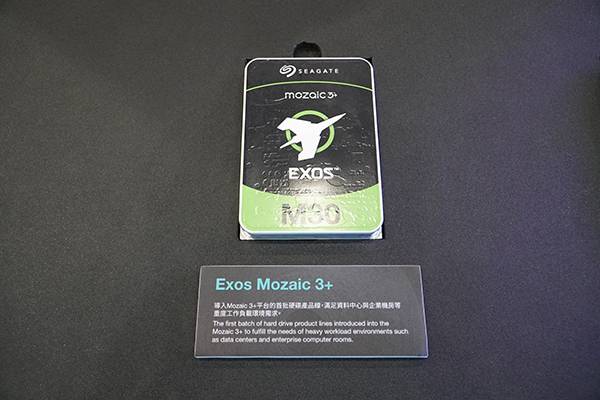 SEAGATE
mozaic 3+
EXOS™
M30
Exos Mozaic 3+
導入Mozaic 3+平台的首批硬碟產品線，滿足資料中心與企業機房等
重度工作負載環境需求。
The first batch of hard drive product lines introduced into the
Mozaic 3+ to fulfill the needs of heavy workload environments such
as data centers and enterprise computer rooms.